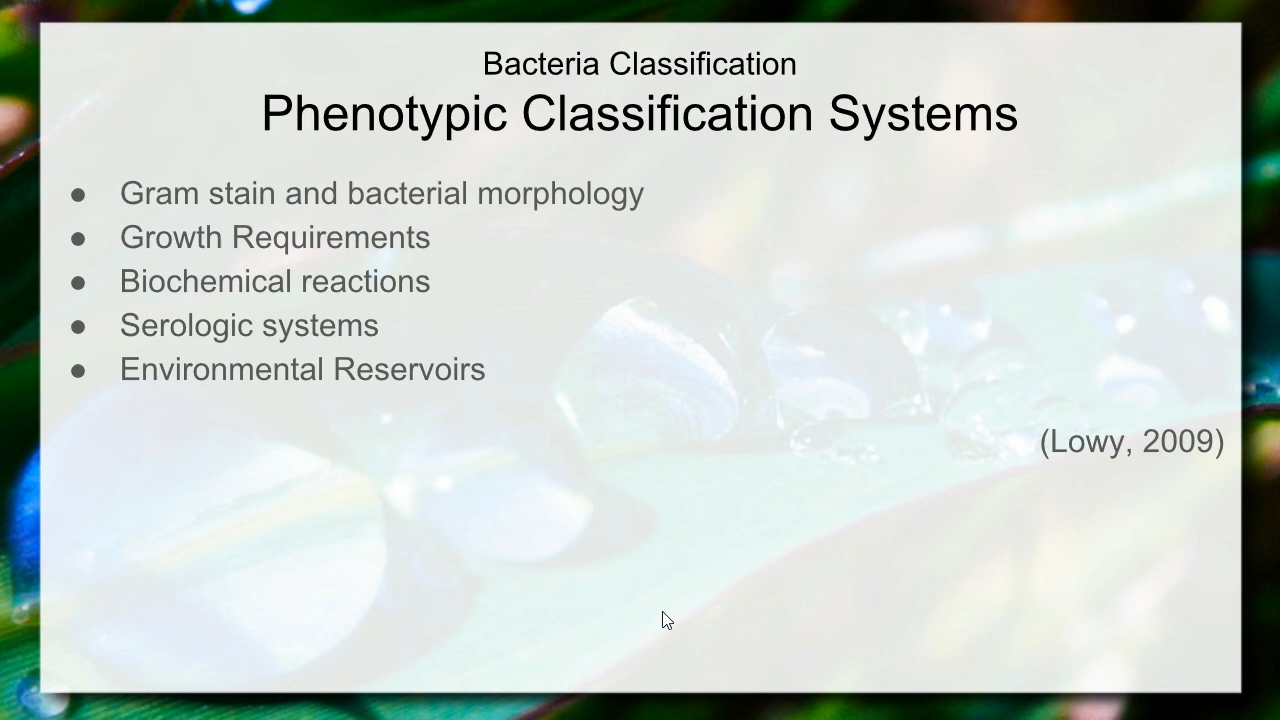 Bacteria Classification
Phenotypic Classification Systems
● Gram stain and bacterial morphology
● Growth Requirements
● Biochemical reactions
● Serologic systems
● Environmental Reservoirs
(Lowy, 2009)